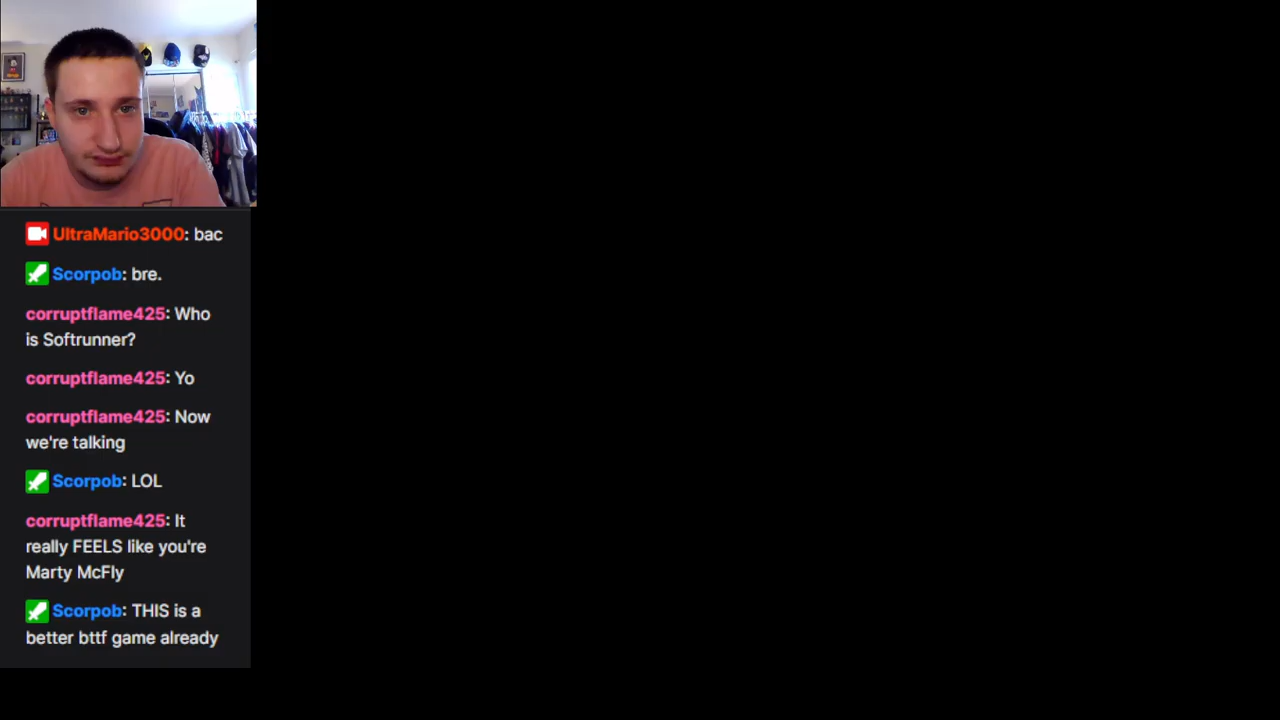 UltraMario3000: bac
Scorpob: bre.
corruptflame425: Who
is Softrunner?
corruptflame425: Yo
corruptflame425: Now
we're talking
Scorpob: LOL
corruptflame425: It
really FEELS like you're
Marty McFly
Scorpob: THIS is a
better bttf game already